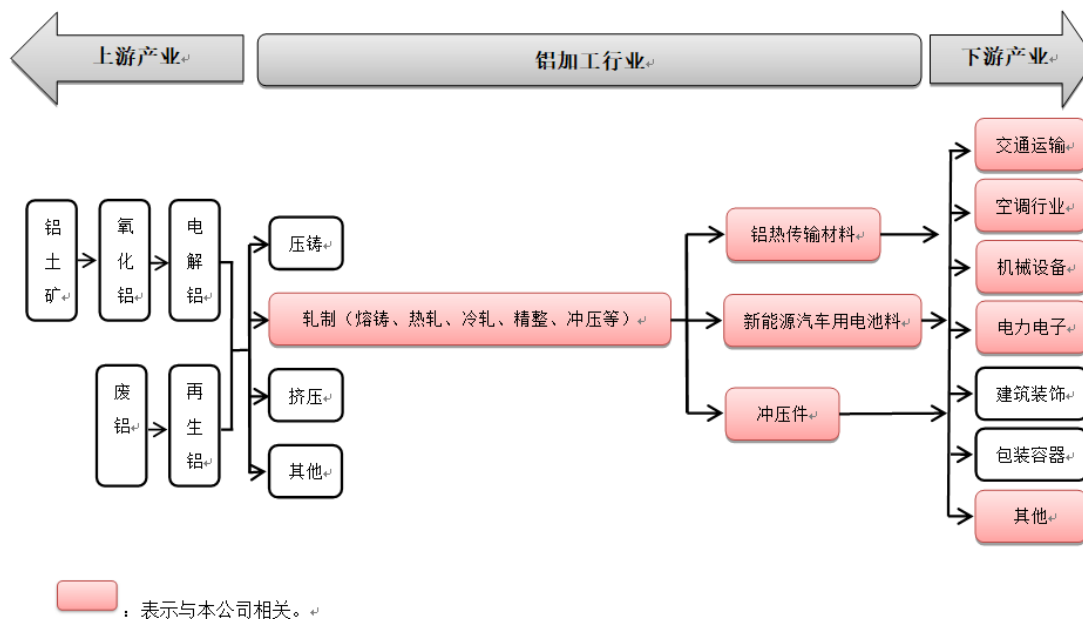 上游产业
铝加工行业
下游产业
铝土矿
氧化铝
电解铝
废铝
再生铝
压铸
轧制（熔铸、热轧、冷轧、精整、冲压等）
挤压
其他
铝热传输材料
新能源汽车用电池料
冲压件
交通运输
空调行业
机械设备
电力电子
建筑装饰
包装容器
其他
：表示与本公司相关。